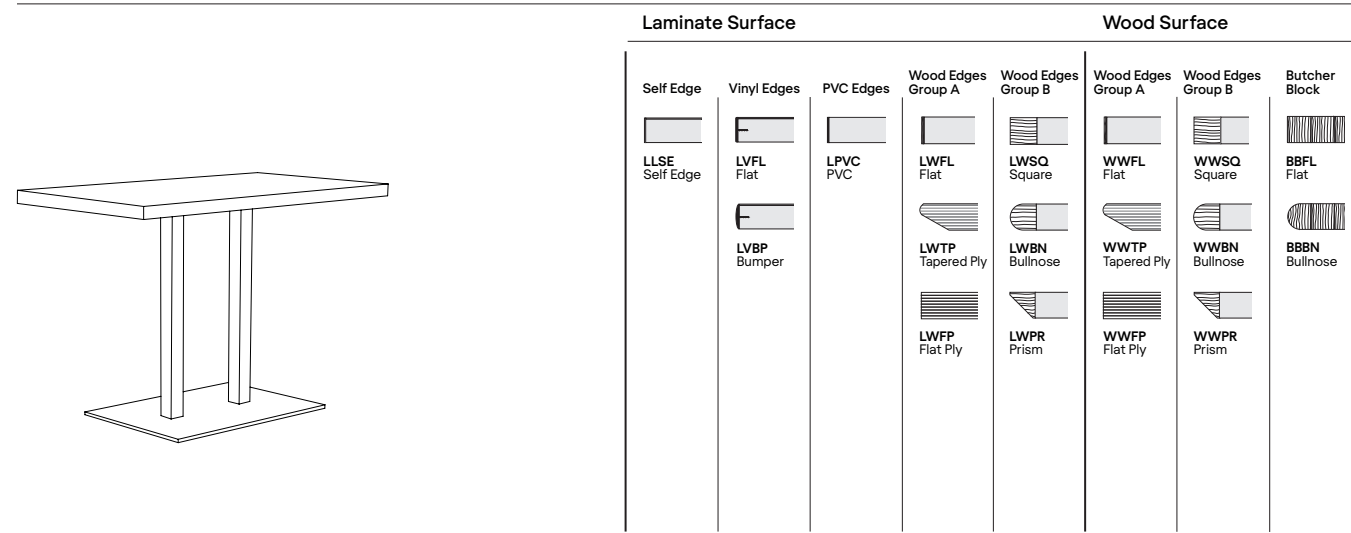 Laminate Surface
Wood Surface
Self Edge
Vinyl Edges
PVC Edges
Wood Edges
Group A
Wood Edges
Group B
Wood Edges
Group A
Wood Edges
Group B
Butcher
Block
LLSE
Self Edge
LVFL
Flat
LPVC
PVC
LWFL
Flat
LWSQ
Square
WWFL
Flat
WWSQ
Square
BBFL
Flat
LVBP
Bumper
LWTP
Tapered Ply
LWBN
Bullnose
WWTP
Tapered Ply
WWBN
Bullnose
BBBN
Bullnose
LWFP
Flat Ply
LWPR
Prism
WWFP
Flat Ply
WWPR
Prism